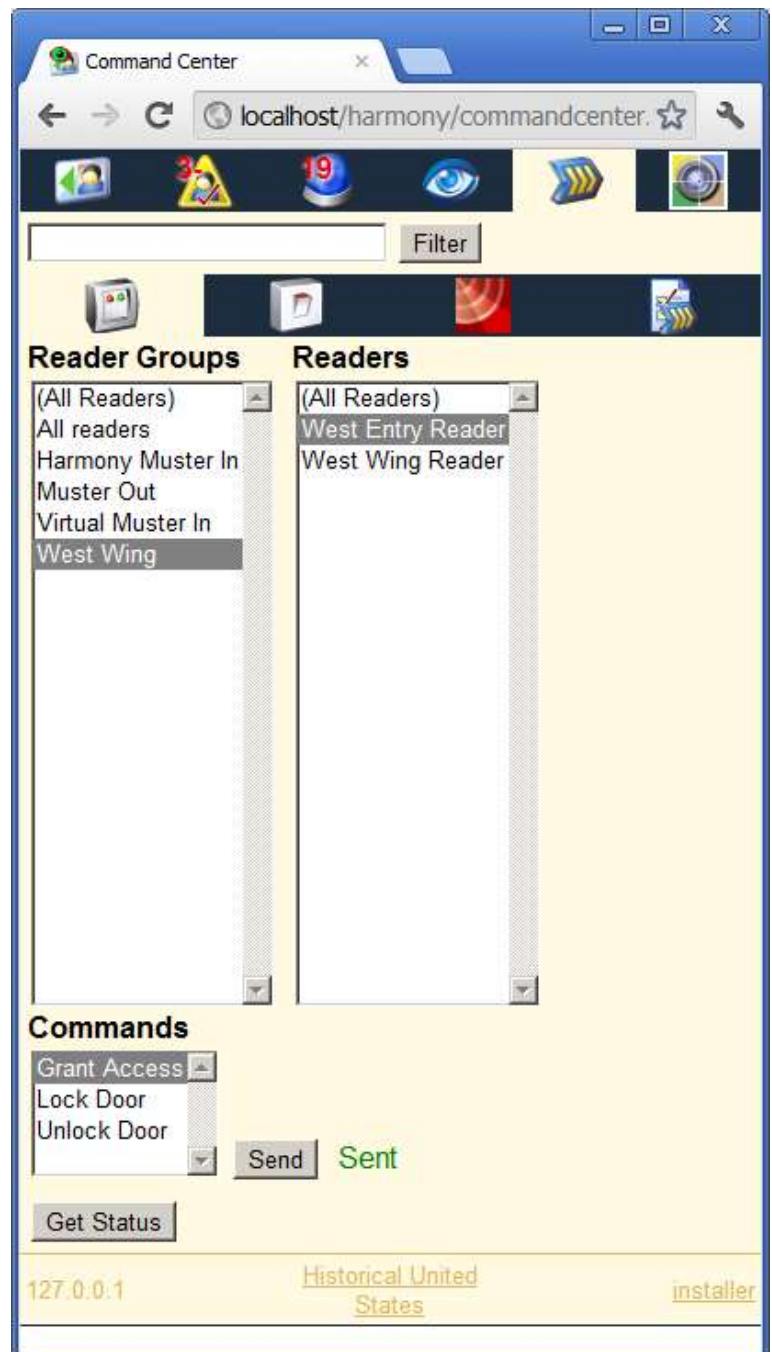 Command Center
localhost/harmony/commandcenter.
3-
19
Filter
Reader Groups
(All Readers)
All readers
Harmony Muster In
Muster Out
Virtual Muster In
West Wing
Readers
(All Readers)
West Entry Reader
West Wing Reader
Commands
Grant Access
Lock Door
Unlock Door
Send
Sent
Get Status
127.0.0.1
Historical United
States
installer